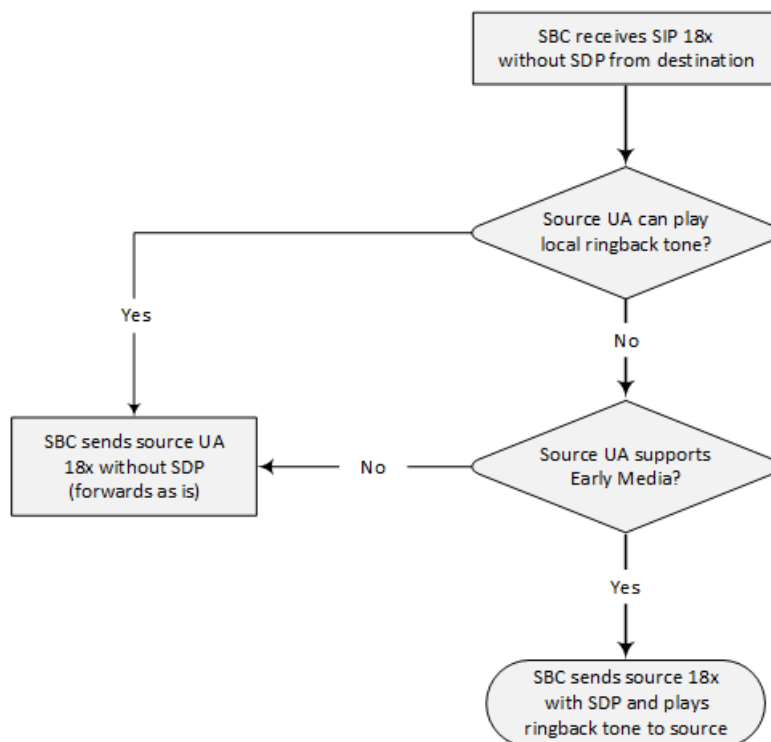 SBC receives SIP 18x
without SDP from destination
Source UA can play
local ringback tone?
Yes
No
SBC sends source UA
18x without SDP
(forwards as is)
No
Source UA supports
Early Media?
Yes
SBC sends source 18x
with SDP and plays
ringback tone to source